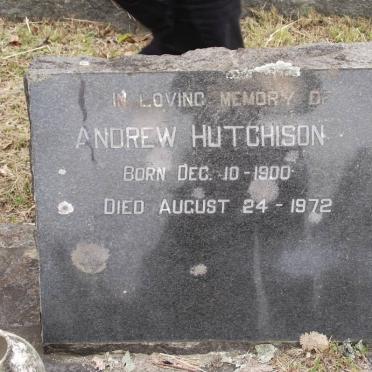 IN LOVING MEMORY OF
ANDREW HUTCHISON
BORN DEC. 10-1900
DIED AUGUST 24-1972